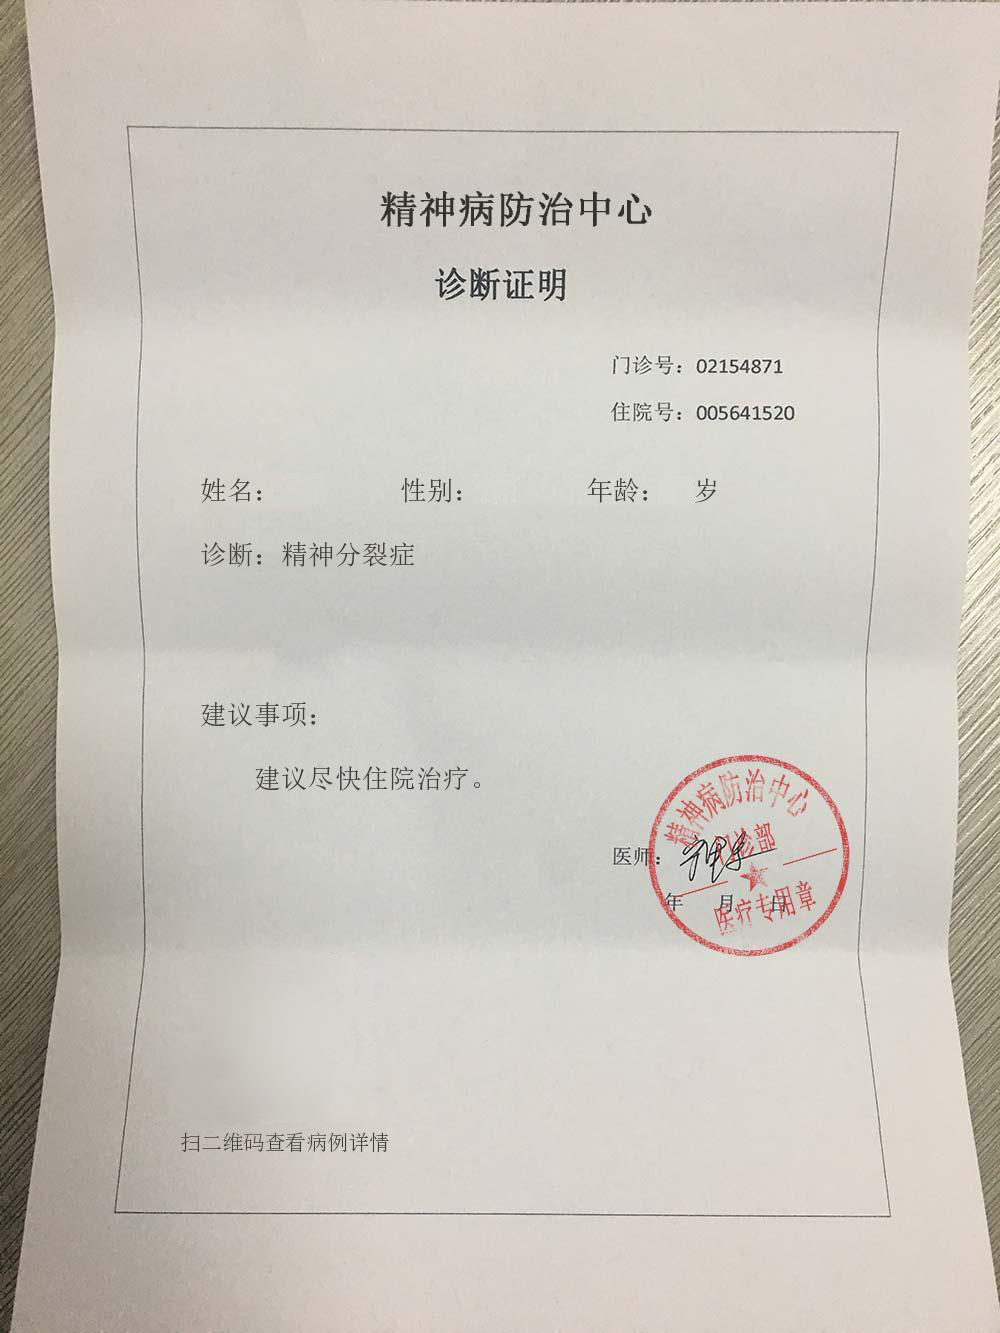 精神病防治中心
诊断证明
门诊号：02154871
住院号：005641520
姓名： 性别： 年龄： 岁
诊断：精神分裂症
建议事项：
建议尽快住院治疗。
精神病防治中心
门诊部
医师：
年 月 日
医疗专用章
扫二维码查看病例详情